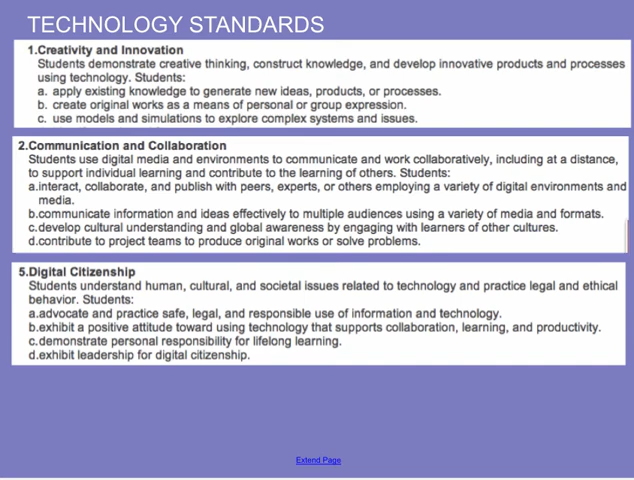 TECHNOLOGY STANDARDS
1.Creativity and Innovation
Students demonstrate creative thinking, construct knowledge, and develop innovative products and processes
using technology. Students:
a. apply existing knowledge to generate new ideas, products, or processes.
b. create original works as a means of personal or group expression.
c. use models and simulations to explore complex systems and issues.
2.Communication and Collaboration
Students use digital media and environments to communicate and work collaboratively, including at a distance,
to support individual learning and contribute to the learning of others. Students:
a.interact, collaborate, and publish with peers, experts, or others employing a variety of digital environments and
media.
b.communicate information and ideas effectively to multiple audiences using a variety of media and formats.
c.develop cultural understanding and global awareness by engaging with learners of other cultures.
d.contribute to project teams to produce original works or solve problems.
5.Digital Citizenship
Students understand human, cultural, and societal issues related to technology and practice legal and ethical
behavior. Students:
a.advocate and practice safe, legal, and responsible use of information and technology.
b.exhibit a positive attitude toward using technology that supports collaboration, learning, and productivity.
c.demonstrate personal responsibility for lifelong learning.
d.exhibit leadership for digital citizenship.
Extend Page